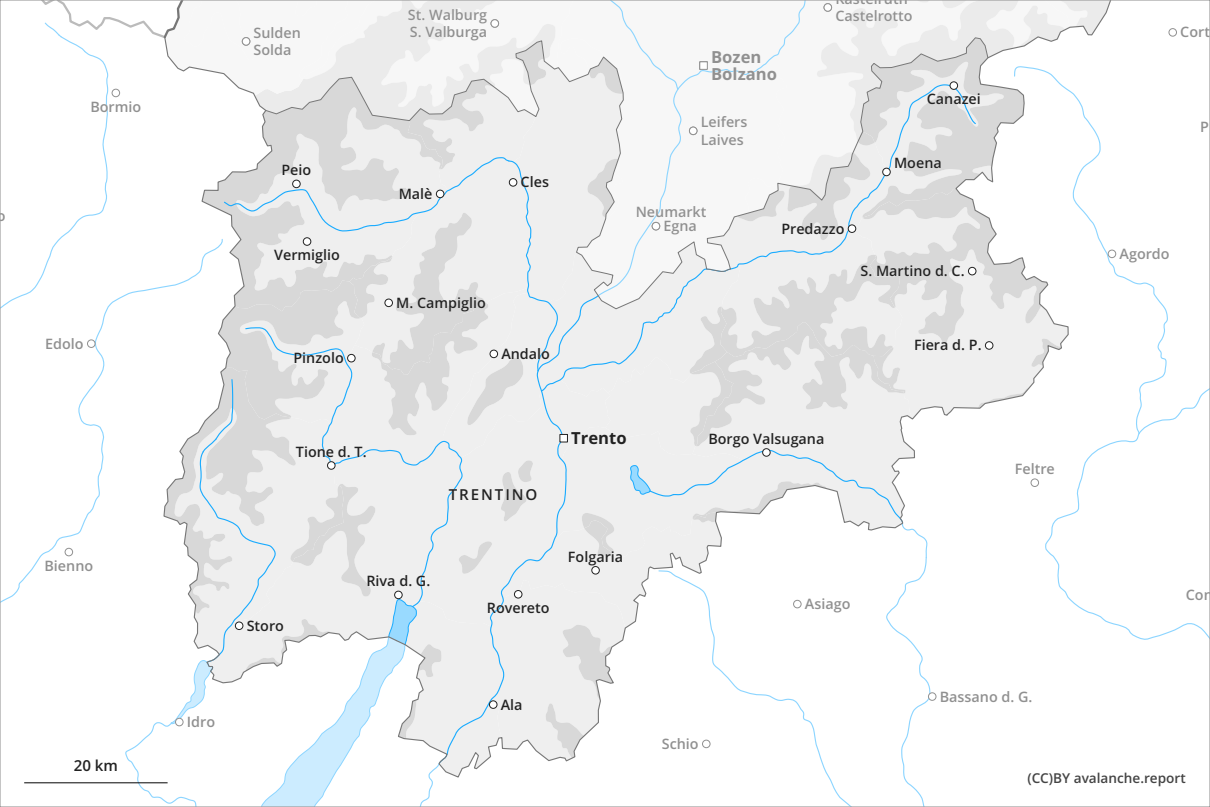 Kastelruth
Castelrotto
St. Walburg
S. Valburga
Sulden
Solda
Cort
Bozen
Bolzano
Bormio
Canazei
Leifers
Laives
P
Moena
Peio
Malè
Cles
Neumarkt
Egna
Predazzo
Vermiglio
Agordo
S. Martino d. C.
M. Campiglio
Edolo
Pinzolo
Andalo
Fiera d. P.
Trento
Borgo Valsugana
Tione d. T.
Feltre
TRENTINO
Folgaria
Bienno
Riva d. G.
Rovereto
Asiago
Cor
Storo
Bassano d. G.
Ala
Idro
Schio
20 km
(CC)BY avalanche.report